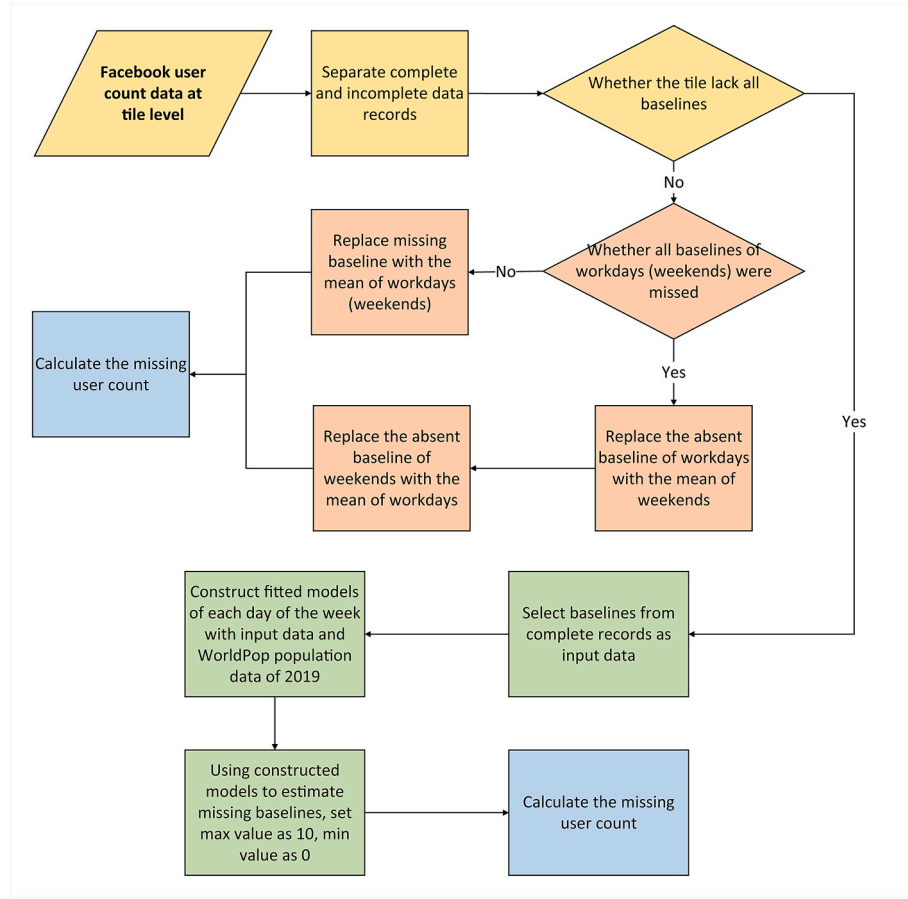 Facebook user
count data at
tile level
Separate complete
and incomplete data
records
Whether the tile lack all
baselines
No
Whether all baselines of
workdays (weekends) were
missed
No
Replace missing
baseline with the
mean of workdays
(weekends)
Calculate the missing
user count
Yes
Replace the absent
baseline of workdays
with the mean of
weekends
Replace the absent
baseline of
weekends with the
mean of workdays
Yes
Select baselines from
complete records as
input data
Construct fitted models
of each day of the week
with input data and
WorldPop population
data of 2019
Using constructed
models to estimate
missing baselines, set
max value as 10, min
value as 0
Calculate the missing
user count